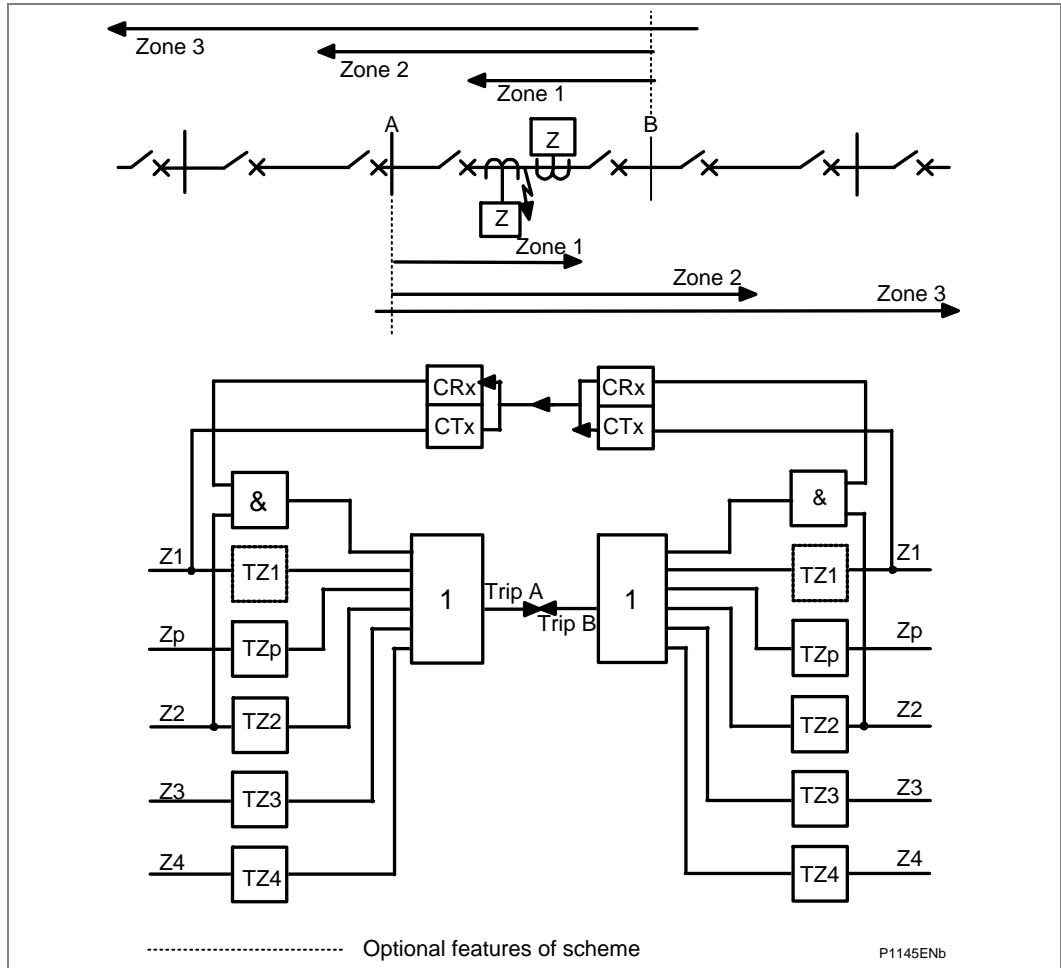 Zone 3
Zone 2
Zone 1
A
B
Z
Z
Zone 1
Zone 2
Zone 3
CRx
CRx
CTx
CTx
&
&
Z1
TZ1
1
1
TZ1
Z1
Trip A
Trip B
Zp
TZp
TZp
Zp
Z2
TZ2
TZ2
Z2
Z3
TZ3
TZ3
Z3
Z4
TZ4
TZ4
Z4
Optional features of scheme
P1145ENb